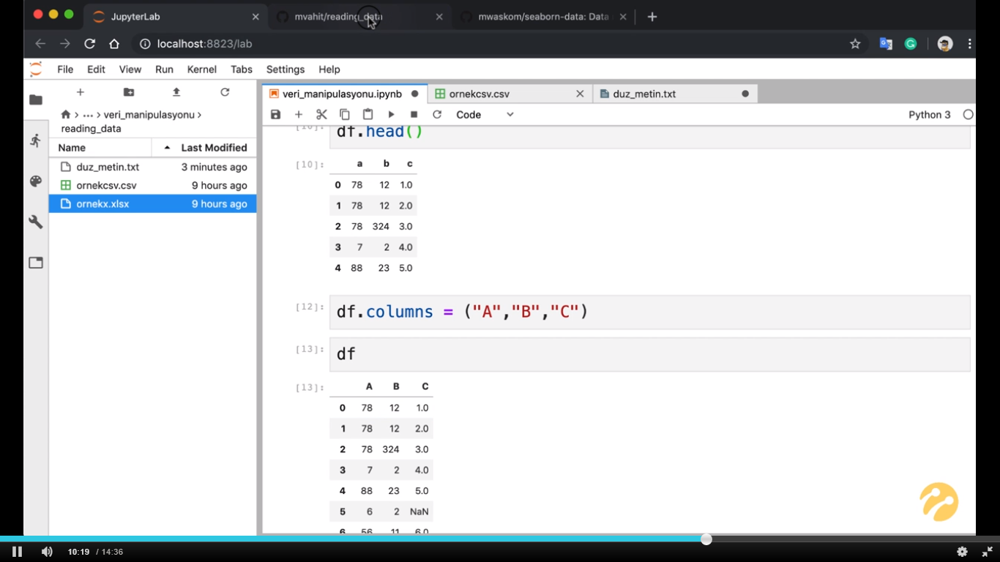 JupyterLab
mvahit/reading_data
mwaskom/seaborn-data: Data
localhost:8823/lab
File Edit View Run Kernel Tabs Settings Help
veri_manipulasyonu.ipynb
ornekcsv.csv
duz_metin.txt
Code
Python 3
> ... > veri_manipulasyonu >
reading_data
Name Last Modified
duz_metin.txt 3 minutes ago
ornekcsv.csv 9 hours ago
ornekx.xlsx 9 hours ago
[10]: df.head()
[10]: a b c
0 78 12 1.0
1 78 12 2.0
2 78 324 3.0
3 7 2 4.0
4 88 23 5.0
[12]: df.columns = ("A","B","C")
[13]: df
[13]: A B C
0 78 12 1.0
1 78 12 2.0
2 78 324 3.0
3 7 2 4.0
4 88 23 5.0
5 6 2 NaN
6 56 11 6.0
10:19 / 14:36